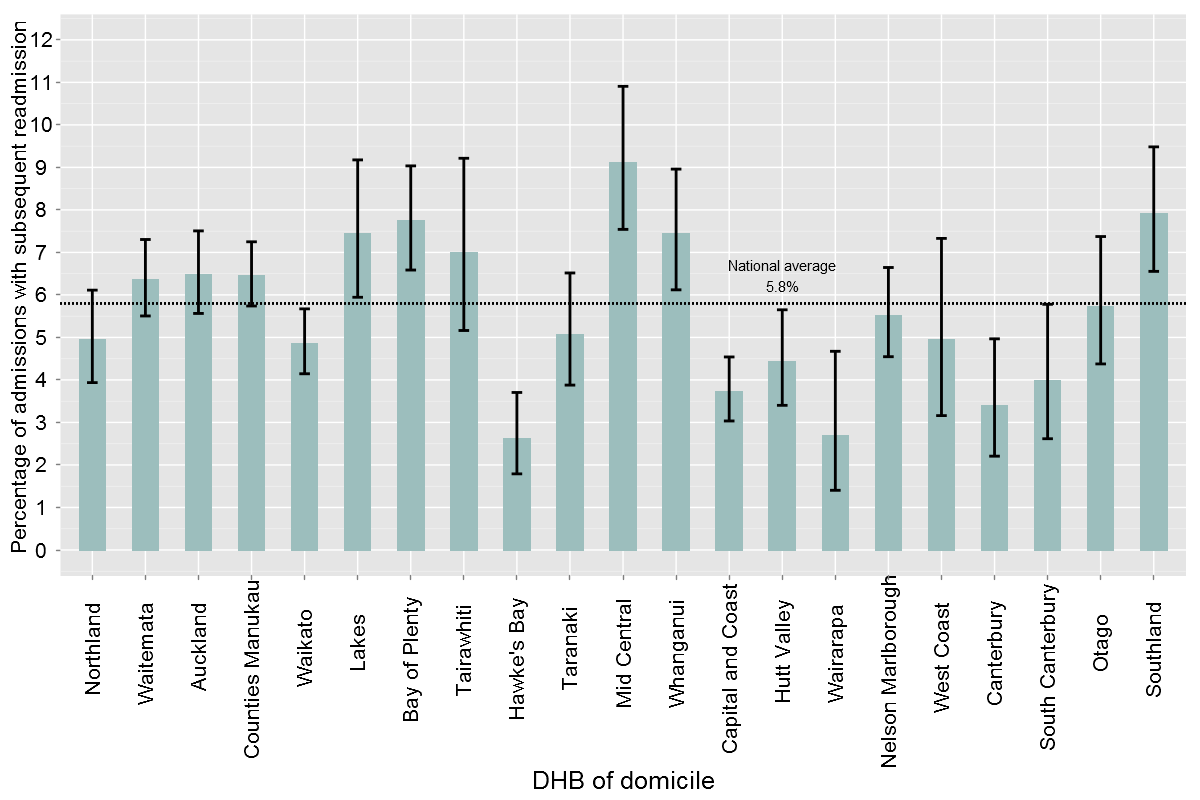 Percentage of admissions with subsequent readmission
12
11
10
9
8
7
6
5
4
3
2
1
0
National average
5.8%
Northland
Waitemata
Auckland
Counties Manukau
Waikato
Lakes
Bay of Plenty
Tairawhiti
Hawke's Bay
Taranaki
Mid Central
Whanganui
Capital and Coast
Hutt Valley
Wairarapa
Nelson Marlborough
West Coast
Canterbury
South Canterbury
Otago
Southland
DHB of domicile